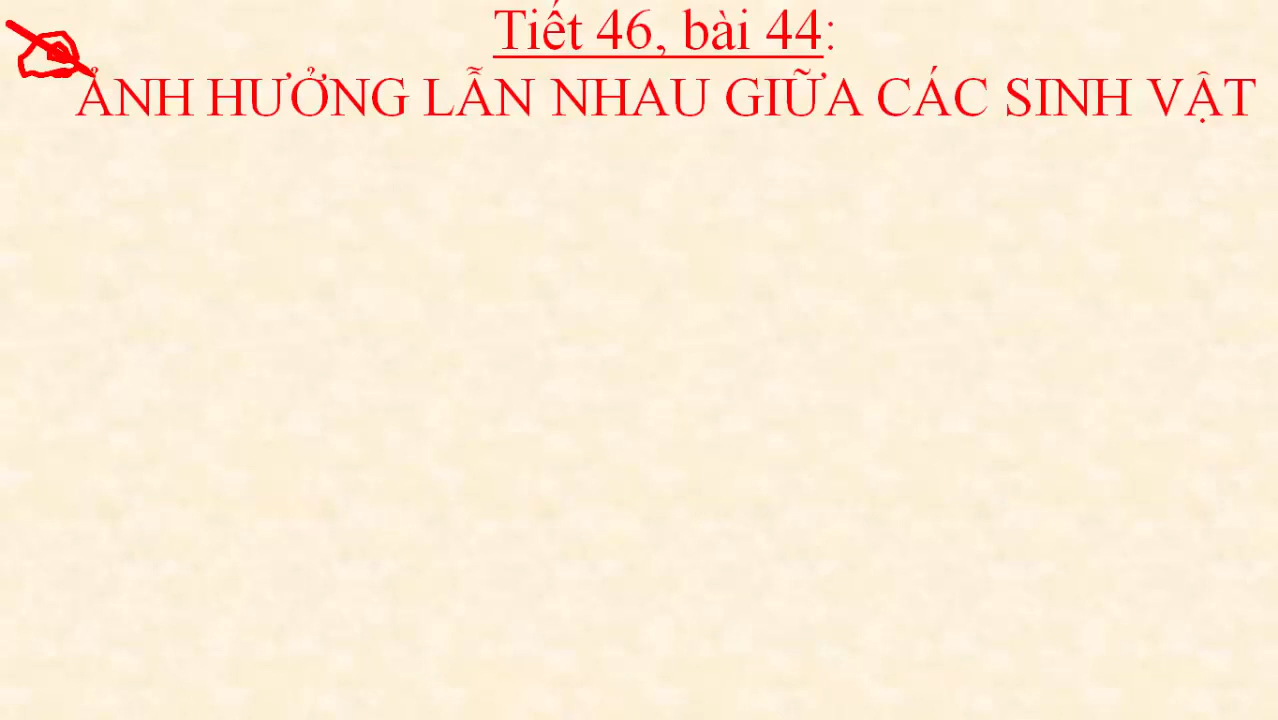 Tiết 46, bài 44:
ẢNH HƯỞNG LẪN NHAU GIỮA CÁC SINH VẬT